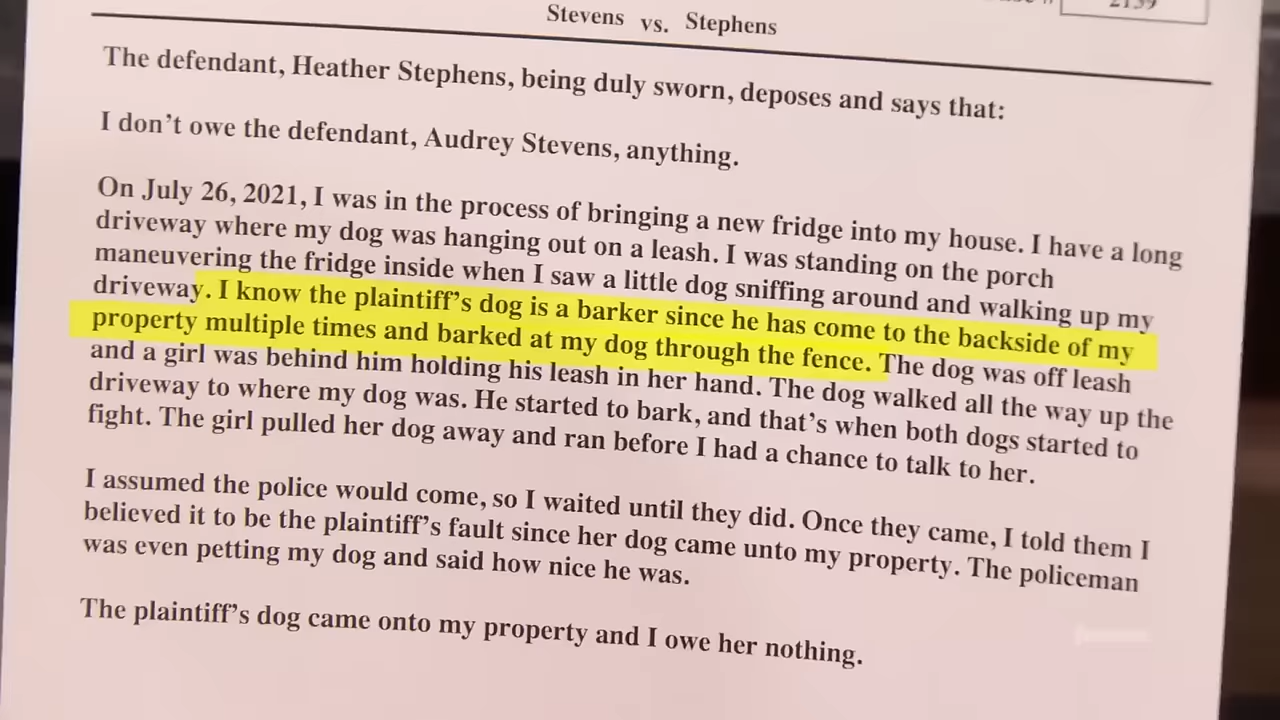 2159
Stevens vs. Stephens
The defendant, Heather Stephens, being duly sworn, deposes and says that:
I don't owe the defendant, Audrey Stevens, anything.
On July 26, 2021, I was in the process of bringing a new fridge into my house. I have a long
driveway where my dog was hanging out on a leash. I was standing on the porch
maneuvering the fridge inside when I saw a little dog sniffing around and walking up my
driveway. I know the plaintiff's dog is a barker since he has come to the backside of my
property multiple times and barked at my dog through the fence. The dog was off leash
and a girl was behind him holding his leash in her hand. The dog walked all the way up the
driveway to where my dog was. He started to bark, and that's when both dogs started to
fight. The girl pulled her dog away and ran before I had a chance to talk to her.
I assumed the police would come, so I waited until they did. Once they came, I told them I
believed it to be the plaintiff's fault since her dog came unto my property. The policeman
was even petting my dog and said how nice he was.
The plaintiff's dog came onto my property and I owe her nothing.